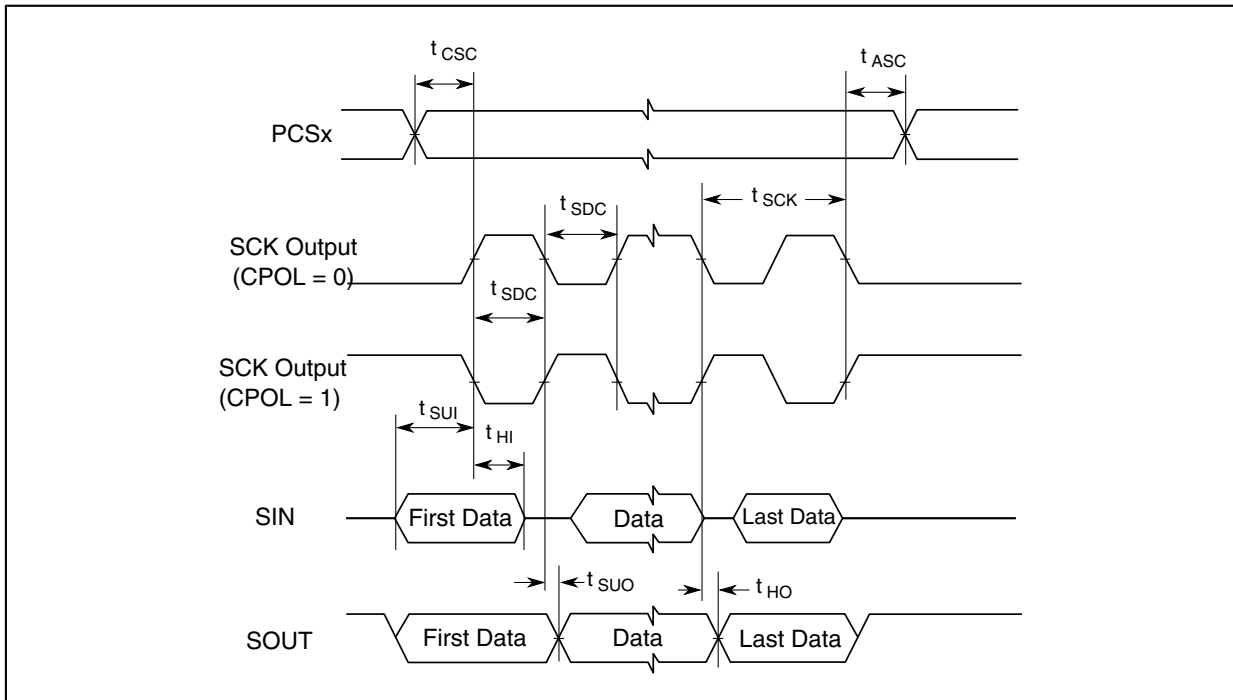 t CSC
t ASC
PCSx
t SCK
t SDC
SCK Output
(CPOL = 0)
t SDC
SCK Output
(CPOL = 1)
t SUI
t HI
SIN
First Data
Data
Last Data
t SUO
t HO
SOUT
First Data
Data
Last Data